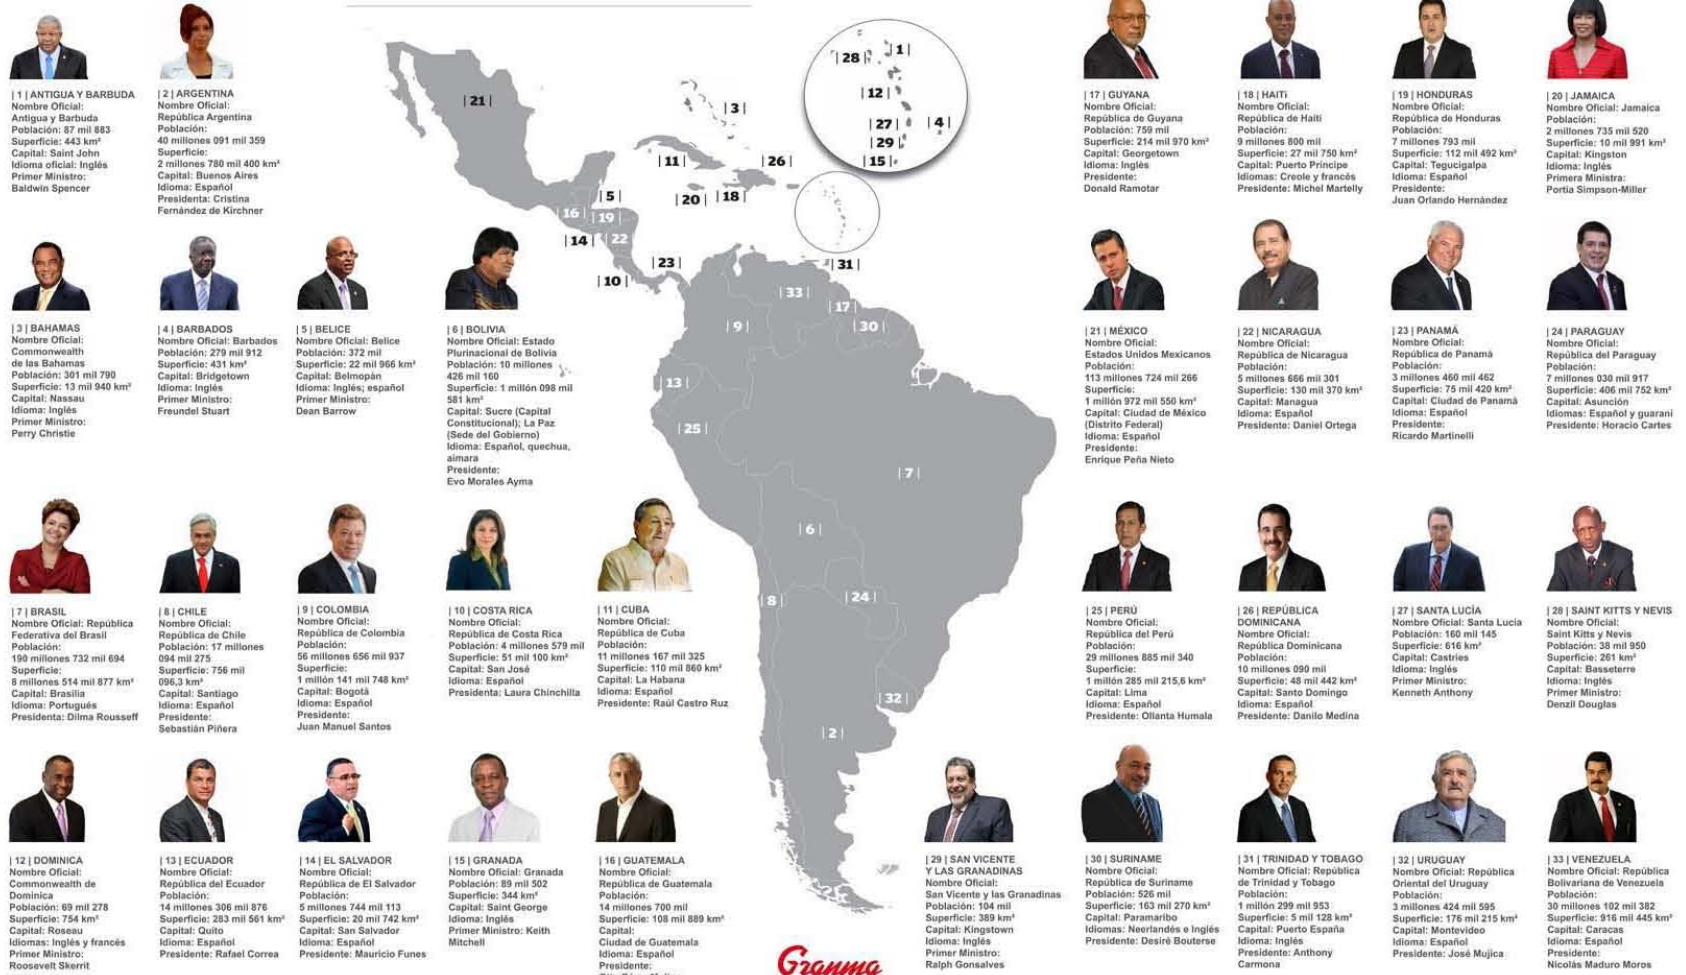 | 1 | ANTIGUA Y BARBUDA
Nombre Oficial:
Antigua y Barbuda
Población: 87 mil 883
Superficie: 443 km²
Capital: Saint John
Idioma oficial: Inglés
Primer Ministro:
Baldwin Spencer
| 2 | ARGENTINA
Nombre Oficial:
República Argentina
Población:
40 millones 091 mil 359
Superficie:
2 millones 780 mil 400 km²
Capital: Buenos Aires
Idioma: Español
Presidenta: Cristina
Fernández de Kirchner
| 21 |
| 3 |
| 11 |
| 26 |
| 5 |
| 20 |
| 18 |
| 16 |
| 19 |
| 14 |
| 22 |
| 23 |
| 10 |
| 31 |
| 28 |
| 1 |
| 12 |
| 27 |
| 4 |
| 29 |
| 15 |
| 33 |
| 17 |
| 9 |
| 30 |
| 13 |
| 25 |
| 7 |
| 6 |
| 8 |
| 24 |
| 32 |
| 2 |
| 17 | GUYANA
Nombre Oficial:
República de Guyana
Población: 759 mil
Superficie: 214 mil 970 km²
Capital: Georgetown
Idioma: Inglés
Presidente:
Donald Ramotar
| 18 | HAITi
Nombre Oficial:
República de Haití
Población:
9 millones 800 mil
Superficie: 27 mil 750 km²
Capital: Puerto Príncipe
Idiomas: Creole y francés
Presidente: Michel Martelly
| 19 | HONDURAS
Nombre Oficial:
República de Honduras
Población:
7 millones 793 mil
Superficie: 112 mil 492 km²
Capital: Tegucigalpa
Idioma: Español
Presidente:
Juan Orlando Hernández
| 20 | JAMAICA
Nombre Oficial: Jamaica
Población:
2 millones 735 mil 520
Superficie: 10 mil 991 km²
Capital: Kingston
Idioma: Inglés
Primera Ministra:
Portia Simpson-Miller
| 3 | BAHAMAS
Nombre Oficial:
Commonwealth
de las Bahamas
Población: 301 mil 790
Superficie: 13 mil 940 km²
Capital: Nassau
Idioma: Inglés
Primer Ministro:
Perry Christie
| 4 | BARBADOS
Nombre Oficial: Barbados
Población: 279 mil 912
Superficie: 431 km²
Capital: Bridgetown
Idioma: Inglés
Primer Ministro:
Freundel Stuart
| 5 | BELICE
Nombre Oficial: Belice
Población: 372 mil
Superficie: 22 mil 966 km²
Capital: Belmopán
Idioma: Inglés; español
Primer Ministro:
Dean Barrow
| 6 | BOLIVIA
Nombre Oficial: Estado
Plurinacional de Bolivia
Población: 10 millones
426 mil 160
Superficie: 1 millón 098 mil
581 km²
Capital: Sucre (Capital
Constitucional); La Paz
(Sede del Gobierno)
Idioma: Español, quechua,
aimara
Presidente:
Evo Morales Ayma
| 21 | MÉXICO
Nombre Oficial:
Estados Unidos Mexicanos
Población:
113 millones 724 mil 266
Superficie:
1 millón 972 mil 550 km²
Capital: Ciudad de México
(Distrito Federal)
Idioma: Español
Presidente:
Enrique Peña Nieto
| 22 | NICARAGUA
Nombre Oficial:
República de Nicaragua
Población:
5 millones 666 mil 301
Superficie: 130 mil 370 km²
Capital: Managua
Idioma: Español
Presidente: Daniel Ortega
| 23 | PANAMÁ
Nombre Oficial:
República de Panamá
Población:
3 millones 460 mil 462
Superficie: 75 mil 420 km²
Capital: Ciudad de Panamá
Idioma: Español
Presidente:
Ricardo Martinelli
| 24 | PARAGUAY
Nombre Oficial:
República del Paraguay
Población:
7 millones 030 mil 917
Superficie: 406 mil 752 km²
Capital: Asunción
Idiomas: Español y guaraní
Presidente: Horacio Cartes
| 7 | BRASIL
Nombre Oficial: República
Federativa del Brasil
Población:
190 millones 732 mil 694
Superficie:
8 millones 514 mil 877 km²
Capital: Brasilia
Idioma: Portugués
Presidenta: Dilma Rousseff
| 8 | CHILE
Nombre Oficial:
República de Chile
Población: 17 millones
094 mil 275
Superficie: 756 mil
096,3 km²
Capital: Santiago
Idioma: Español
Presidente:
Sebastián Piñera
| 9 | COLOMBIA
Nombre Oficial:
República de Colombia
Población:
56 millones 656 mil 937
Superficie:
1 millón 141 mil 748 km²
Capital: Bogotá
Idioma: Español
Presidente:
Juan Manuel Santos
| 10 | COSTA RICA
Nombre Oficial:
República de Costa Rica
Población: 4 millones 579 mil
Superficie: 51 mil 100 km²
Capital: San José
Idioma: Español
Presidenta: Laura Chinchilla
| 11 | CUBA
Nombre Oficial:
República de Cuba
Población:
11 millones 167 mil 325
Superficie: 110 mil 860 km²
Capital: La Habana
Idioma: Español
Presidente: Raúl Castro Ruz
| 25 | PERÚ
Nombre Oficial:
República del Perú
Población:
29 millones 885 mil 340
Superficie:
1 millón 285 mil 215,6 km²
Capital: Lima
Idioma: Español
Presidente: Ollanta Humala
| 26 | REPÚBLICA
DOMINICANA
Nombre Oficial:
República Dominicana
Población:
10 millones 090 mil
Superficie: 48 mil 442 km²
Capital: Santo Domingo
Idioma: Español
Presidente: Danilo Medina
| 27 | SANTA LUCÍA
Nombre Oficial: Santa Lucía
Población: 160 mil 145
Superficie: 616 km²
Capital: Castries
Idioma: Inglés
Primer Ministro:
Kenneth Anthony
| 28 | SAINT KITTS Y NEVIS
Nombre Oficial:
Saint Kitts y Nevis
Población: 38 mil 950
Superficie: 261 km²
Capital: Basseterre
Idioma: Inglés
Primer Ministro:
Denzil Douglas
| 12 | DOMINICA
Nombre Oficial:
Commonwealth de
Dominica
Población: 69 mil 278
Superficie: 754 km²
Capital: Roseau
Idiomas: Inglés y francés
Primer Ministro:
Roosevelt Skerrit
| 13 | ECUADOR
Nombre Oficial:
República del Ecuador
Población:
14 millones 306 mil 876
Superficie: 283 mil 561 km²
Capital: Quito
Idioma: Español
Presidente: Rafael Correa
| 14 | EL SALVADOR
Nombre Oficial:
República de El Salvador
Población:
5 millones 744 mil 113
Superficie: 20 mil 742 km²
Capital: San Salvador
Idioma: Español
Presidente: Mauricio Funes
| 15 | GRANADA
Nombre Oficial: Granada
Población: 89 mil 502
Superficie: 344 km²
Capital: Saint George
Idioma: Inglés
Primer Ministro: Keith
Mitchell
| 16 | GUATEMALA
Nombre Oficial:
República de Guatemala
Población:
14 millones 700 mil
Superficie: 108 mil 889 km²
Capital:
Ciudad de Guatemala
Idioma: Español
Presidente:
Granma
| 29 | SAN VICENTE
Y LAS GRANADINAS
Nombre Oficial:
San Vicente y las Granadinas
Población: 104 mil
Superficie: 389 km²
Capital: Kingstown
Idioma: Inglés
Primer Ministro:
Ralph Gonsalves
| 30 | SURINAME
Nombre Oficial:
República de Suriname
Población: 526 mil
Superficie: 163 mil 270 km²
Capital: Paramaribo
Idiomas: Neerlandés e Inglés
Presidente: Desiré Bouterse
| 31 | TRINIDAD Y TOBAGO
Nombre Oficial: República
de Trinidad y Tobago
Población:
1 millón 299 mil 953
Superficie: 5 mil 128 km²
Capital: Puerto España
Idioma: Inglés
Presidente: Anthony
Carmona
| 32 | URUGUAY
Nombre Oficial: República
Oriental del Uruguay
Población:
3 millones 424 mil 595
Superficie: 176 mil 215 km²
Capital: Montevideo
Idioma: Español
Presidente: José Mujica
| 33 | VENEZUELA
Nombre Oficial: República
Bolivariana de Venezuela
Población:
30 millones 102 mil 382
Superficie: 916 mil 445 km²
Capital: Caracas
Idioma: Español
Presidente:
Nicolás Maduro Moros